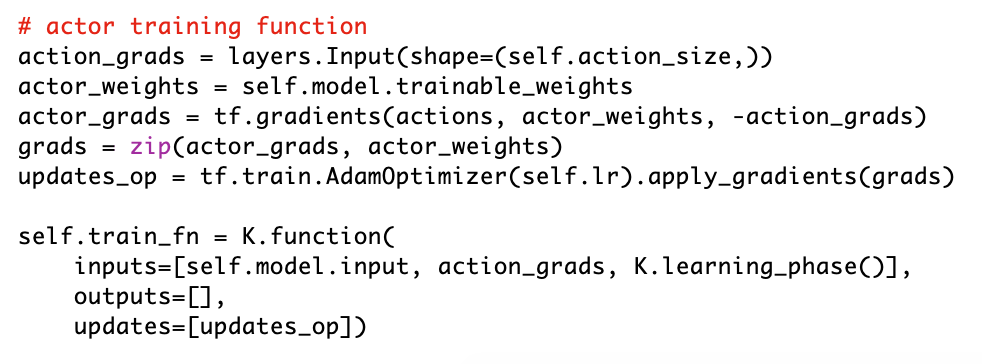 # actor training function
action_grads = layers.Input(shape=(self.action_size,))
actor_weights = self.model.trainable_weights
actor_grads = tf.gradients(actions, actor_weights, -action_grads)
grads = zip(actor_grads, actor_weights)
updates_op = tf.train.AdamOptimizer(self.lr).apply_gradients(grads)

self.train_fn = K.function(
    inputs=[self.model.input, action_grads, K.learning_phase()],
    outputs=[],
    updates=[updates_op])